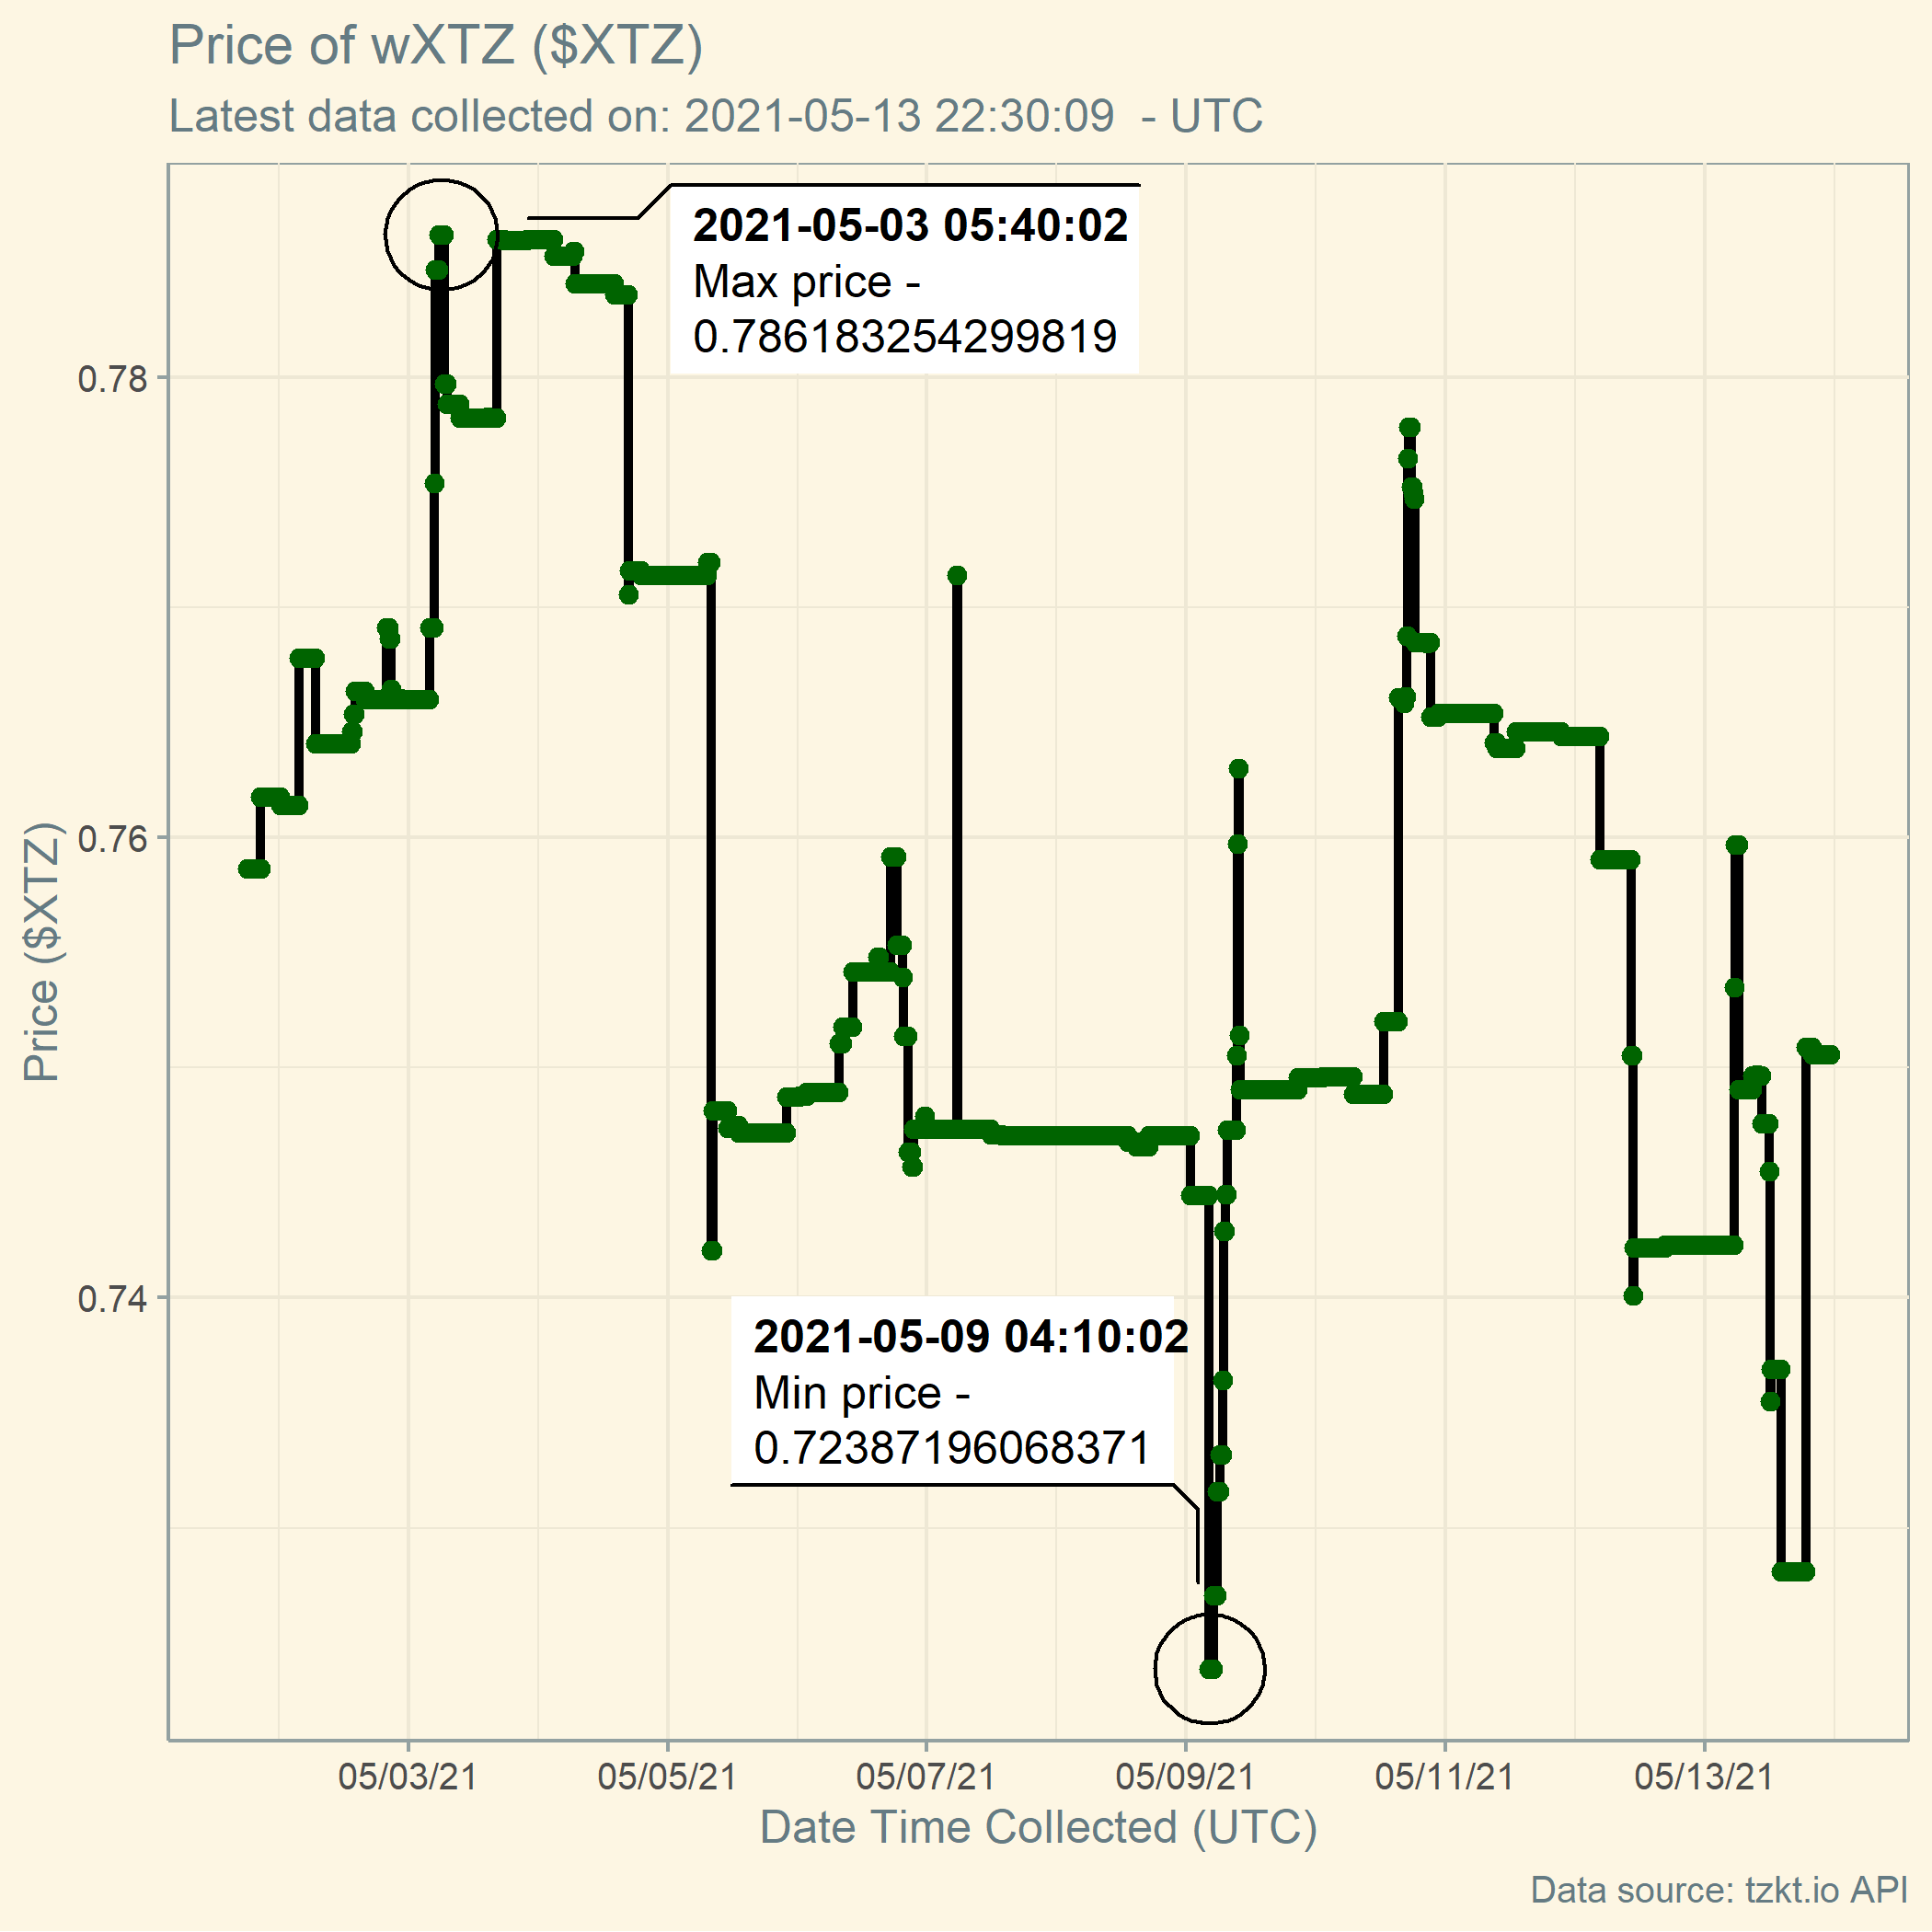 Price of wXTZ ($XTZ)
Latest data collected on: 2021-05-13 22:30:09  - UTC
2021-05-03 05:40:02
Max price -
0.786183254299819
0.78
0.76
0.74
Price ($XTZ)
2021-05-09 04:10:02
Min price -
0.72387196068371
05/03/21
05/05/21
05/07/21
05/09/21
05/11/21
05/13/21
Date Time Collected (UTC)
Data source: tzkt.io API